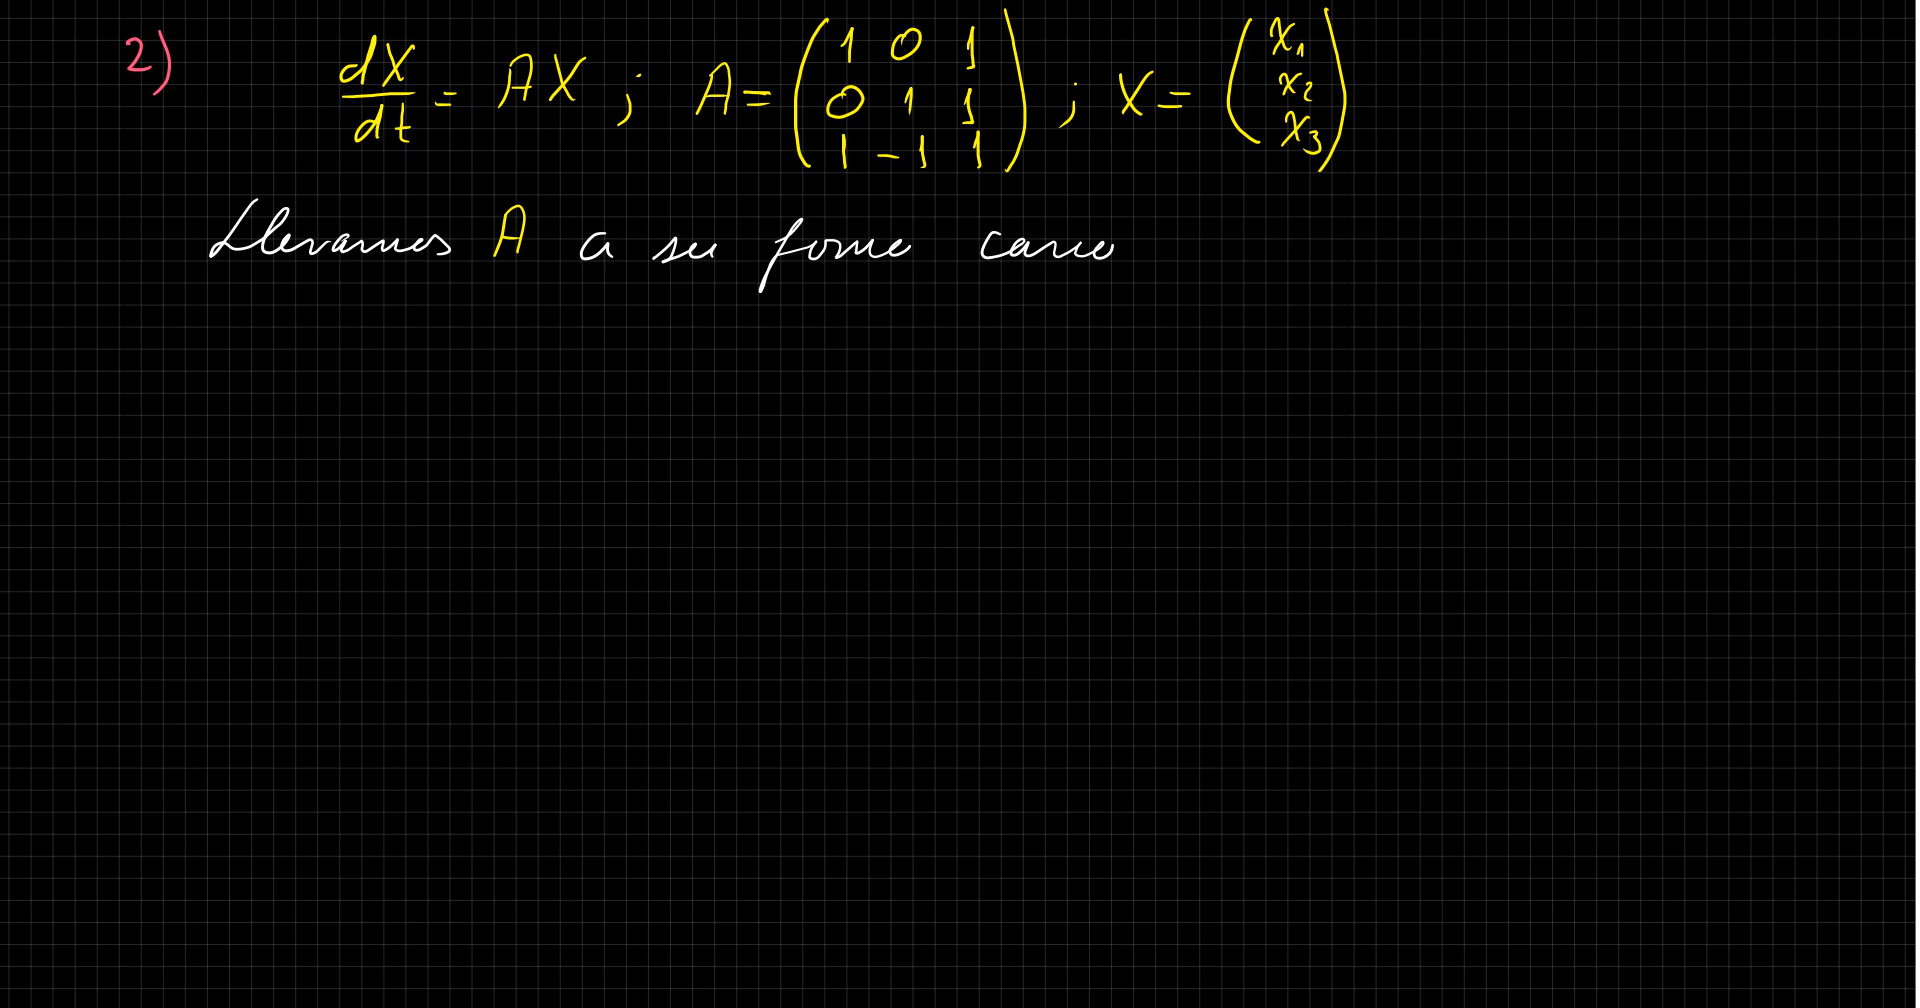 2) dX/dt = AX ; A = (1 0 1; 0 1 1; 1 -1 1) ; X = (x₁; x₂; x₃)
Llevamos A a su forma cano